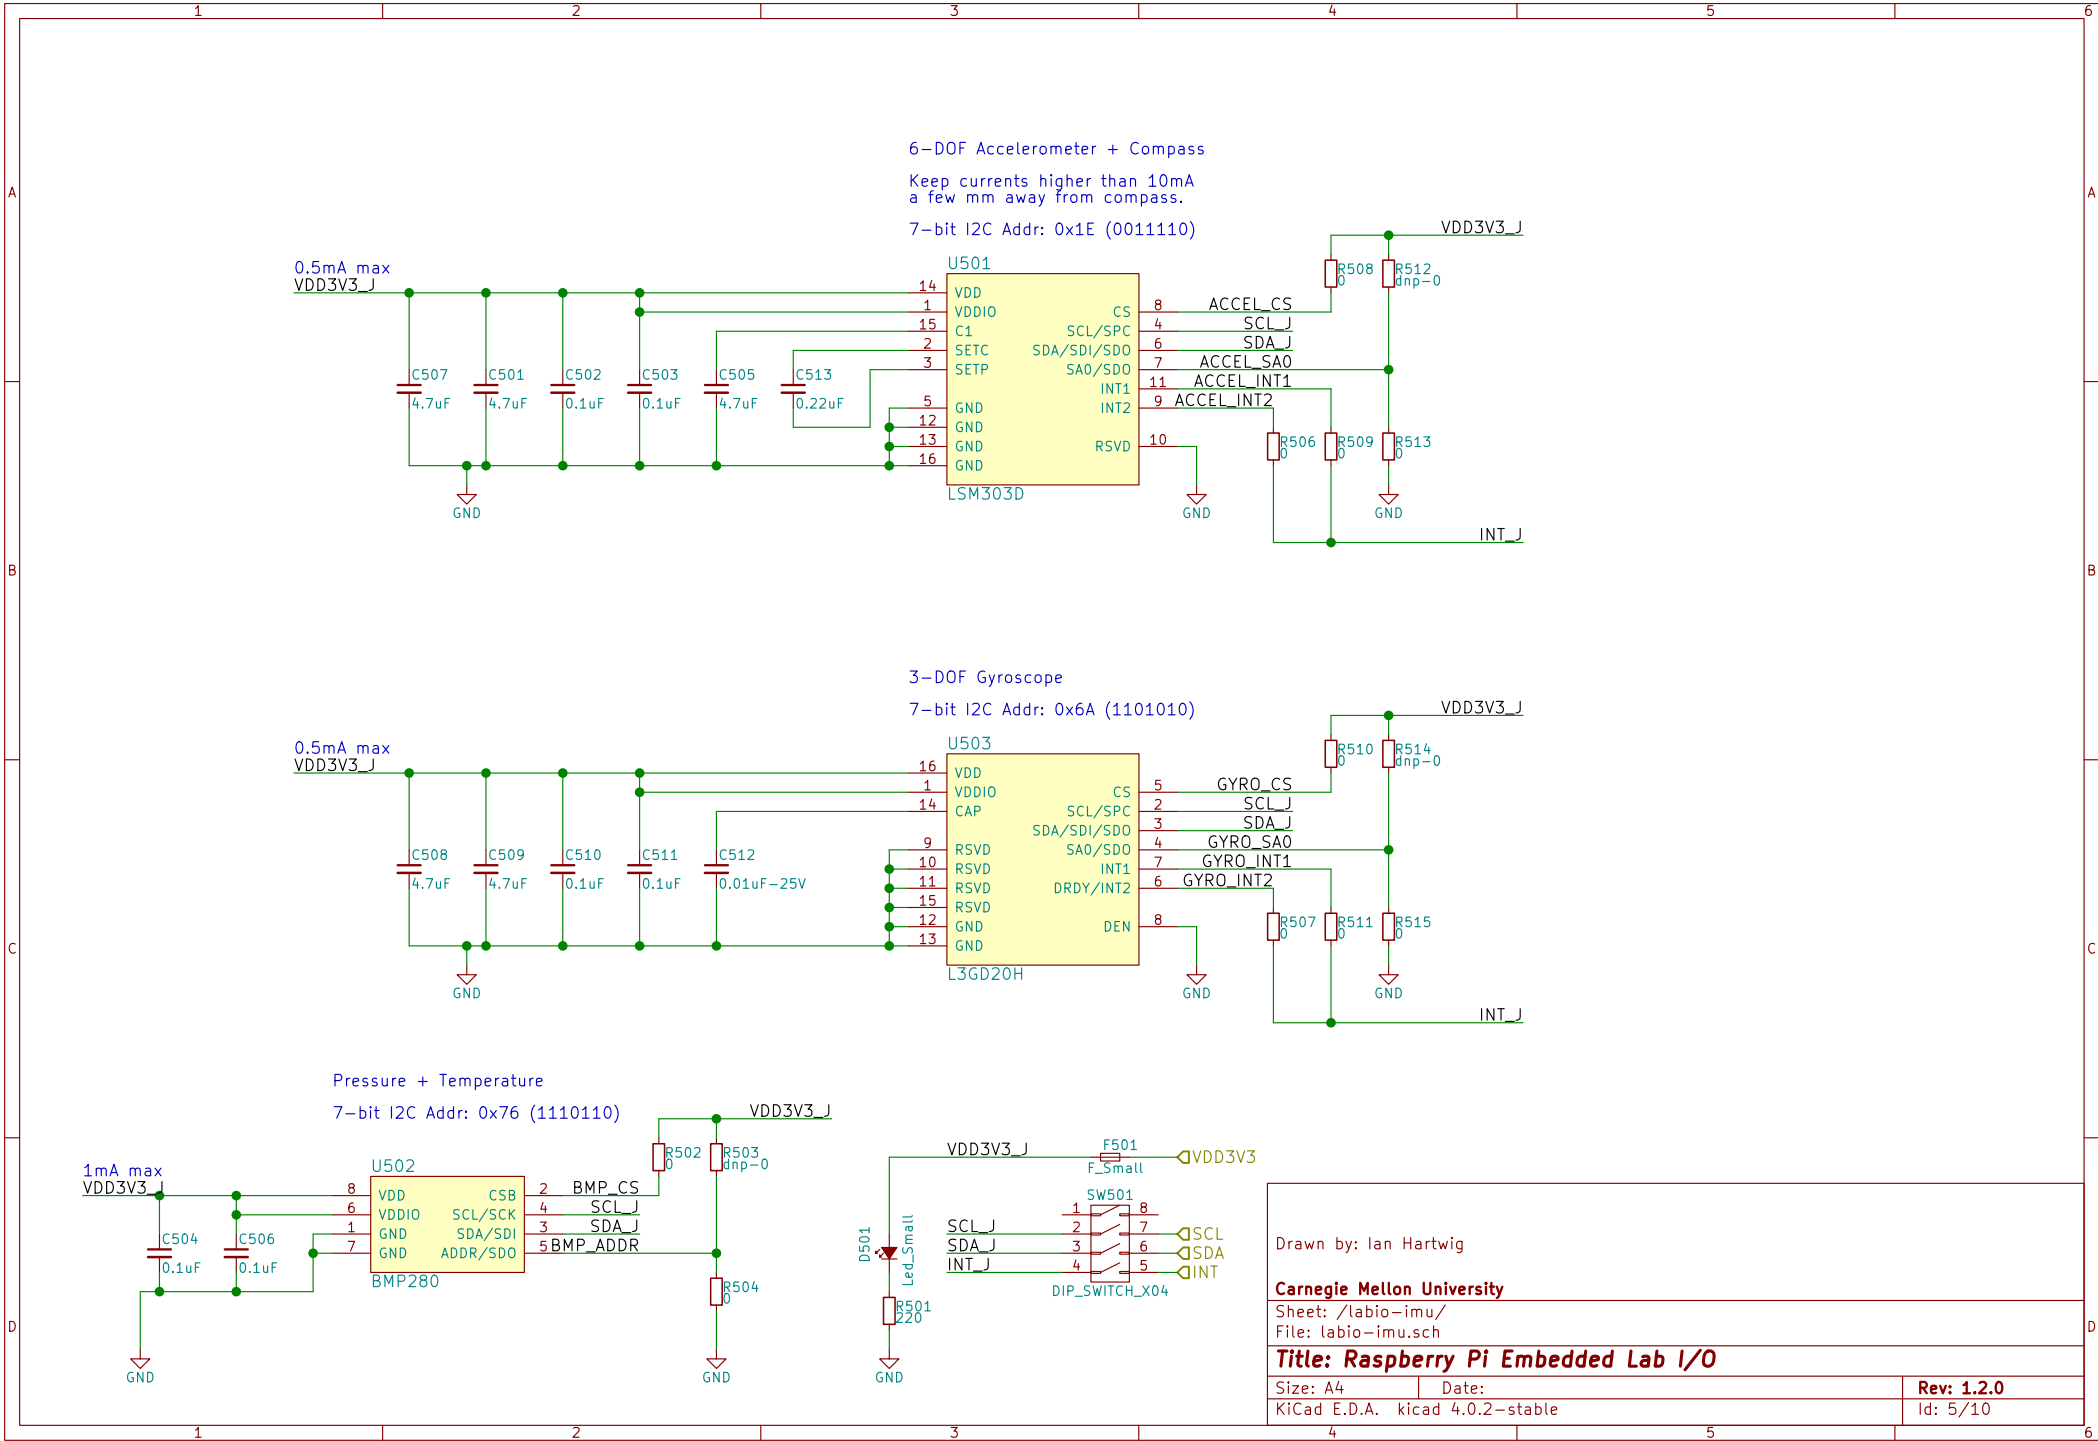 1 2 3 4 5 6
A A
B B
C C
D D
6-DOF Accelerometer + Compass
Keep currents higher than 10mA
a few mm away from compass.
7-bit I2C Addr: 0x1E (0011110)
0.5mA max
VDD3V3_J
C507
4.7uF
C501
4.7uF
C502
0.1uF
C503
0.1uF
C505
4.7uF
C513
0.22uF
GND
U501
14 VDD
1 VDDIO
15 C1
2 SETC
3 SETP
5 GND
12 GND
13 GND
16 GND
CS 8 ACCEL_CS
SCL/SPC 4 SCL_J
SDA/SDI/SDO 6 SDA_J
SA0/SDO 7 ACCEL_SA0
INT1 11 ACCEL_INT1
INT2 9 ACCEL_INT2
RSVD 10
LSM303D
GND
VDD3V3_J
R508
0
R512
dnp-0
R506
0
R509
0
R513
0
GND
INT_J
3-DOF Gyroscope
7-bit I2C Addr: 0x6A (1101010)
0.5mA max
VDD3V3_J
C508
4.7uF
C509
4.7uF
C510
0.1uF
C511
0.1uF
C512
0.01uF-25V
GND
U503
16 VDD
1 VDDIO
14 CAP
9 RSVD
10 RSVD
11 RSVD
15 RSVD
12 GND
13 GND
CS 5 GYRO_CS
SCL/SPC 2 SCL_J
SDA/SDI/SDO 3 SDA_J
SA0/SDO 4 GYRO_SA0
INT1 7 GYRO_INT1
DRDY/INT2 6 GYRO_INT2
DEN 8
L3GD20H
GND
VDD3V3_J
R510
0
R514
dnp-0
R507
0
R511
0
R515
0
GND
INT_J
Pressure + Temperature
7-bit I2C Addr: 0x76 (1110110)
1mA max
VDD3V3_J
C504
0.1uF
C506
0.1uF
GND
U502
8 VDD
6 VDDIO
1 GND
7 GND
CSB 2 BMP_CS
SCL/SCK 4 SCL_J
SDA/SDI 3 SDA_J
ADDR/SDO 5 BMP_ADDR
BMP280
VDD3V3_J
R502
0
R503
dnp-0
R504
0
GND
VDD3V3_J
F501
F_Small
VDD3V3
D501
Led_Small
R501
220
GND
SW501
1 8
SCL_J 2 7 SCL
SDA_J 3 6 SDA
INT_J 4 5 INT
DIP_SWITCH_X04
Drawn by: Ian Hartwig
Carnegie Mellon University
Sheet: /labio-imu/
File: labio-imu.sch
Title: Raspberry Pi Embedded Lab I/O
Size: A4 Date: Rev: 1.2.0
KiCad E.D.A. kicad 4.0.2-stable Id: 5/10
1 2 3 4 5 6